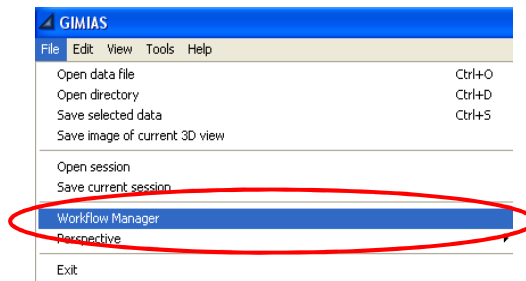 GIMIAS
File Edit View Tools Help
Open data file Ctrl+O
Open directory Ctrl+D
Save selected data Ctrl+S
Save image of current 3D view
Open session
Save current session
Workflow Manager
Perspective
Exit